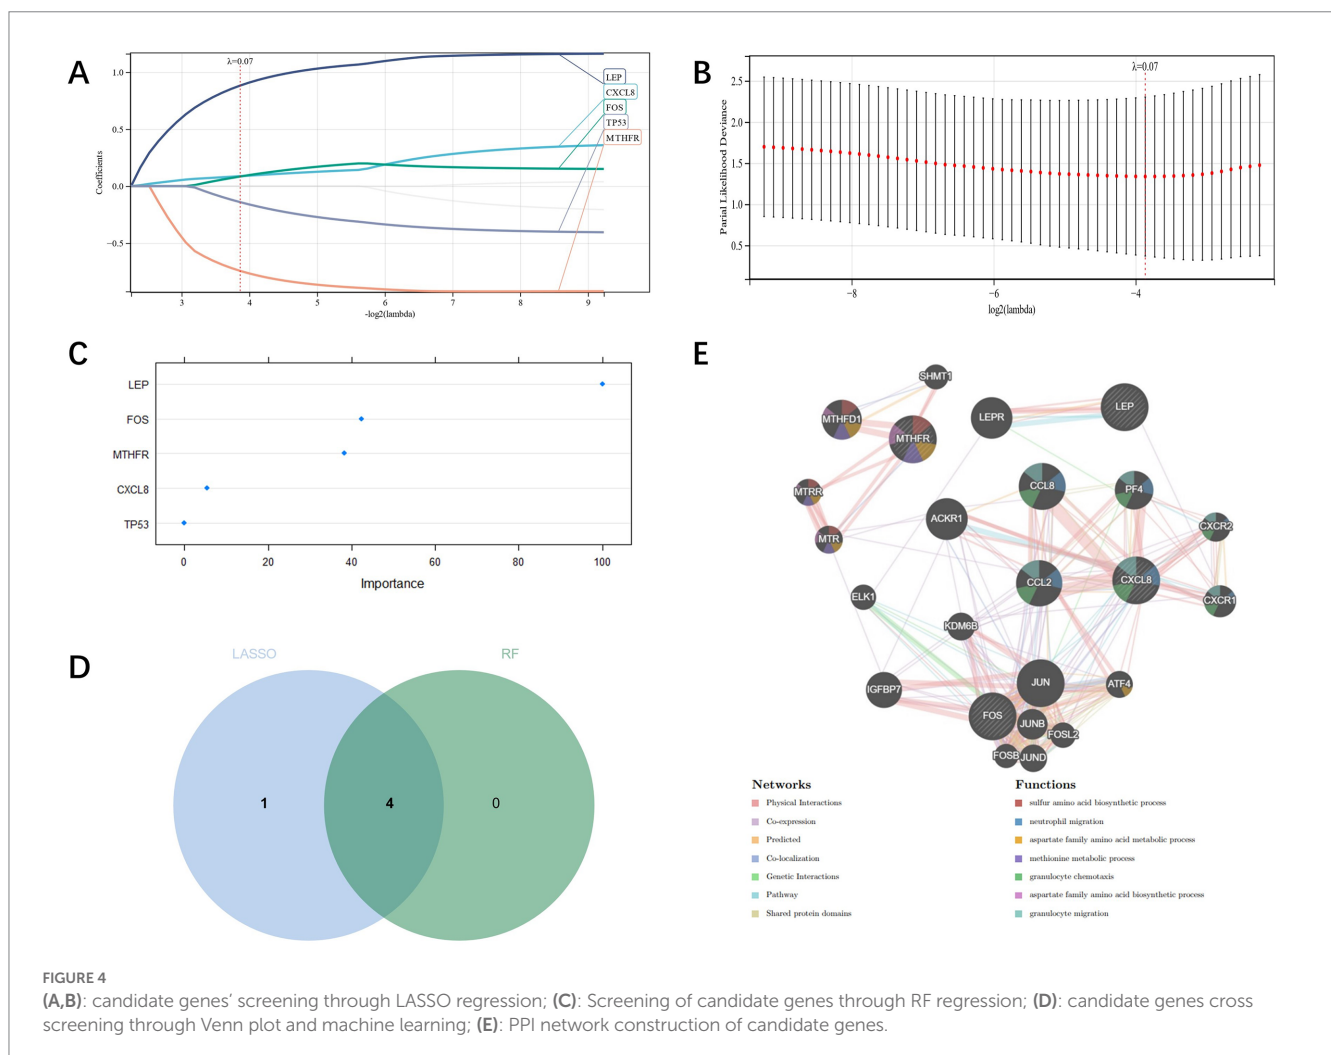 A
λ=0.07
1.0
0.5
0.0
−0.5
Coefficients
3
4
5
6
7
8
9
-log2(lambda)
LEP
CXCL8
FOS
TP53
MTHFR
B
λ=0.07
2.5
2.0
1.5
1.0
0.5
Parial Likelihood Deviance
−8
−6
−4
log2(lambda)
C
LEP
FOS
MTHFR
CXCL8
TP53
0
20
40
60
80
100
Importance
D
LASSO
RF
1
4
0
E
SHMT1
MTHFD1
MTHFR
LEPR
LEP
MTRR
MTR
ACKR1
CCL8
PF4
CXCR2
CCL2
CXCL8
CXCR1
ELK1
KDM6B
IGFBP7
JUN
ATF4
FOS
JUNB
FOSL2
FOSB
JUND
Networks
Physical Interactions
Co-expression
Predicted
Co-localization
Genetic Interactions
Pathway
Shared protein domains
Functions
sulfur amino acid biosynthetic process
neutrophil migration
aspartate family amino acid metabolic process
methionine metabolic process
granulocyte chemotaxis
aspartate family amino acid biosynthetic process
granulocyte migration
FIGURE 4
(A,B): candidate genes' screening through LASSO regression; (C): Screening of candidate genes through RF regression; (D): candidate genes cross
screening through Venn plot and machine learning; (E): PPI network construction of candidate genes.